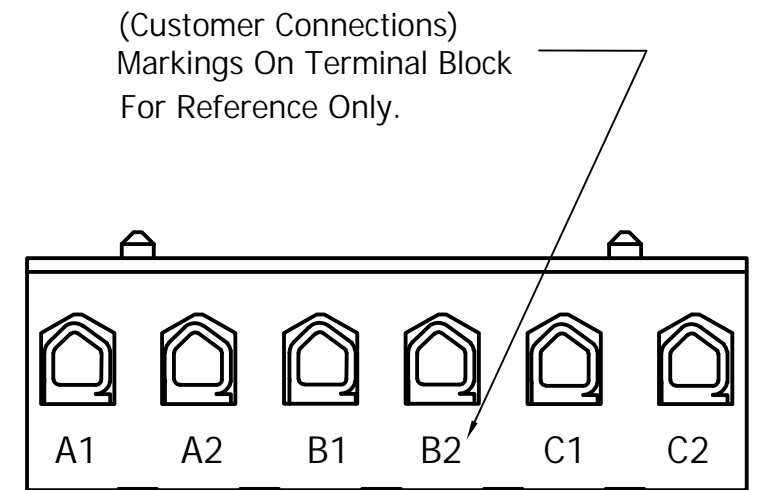 (Customer Connections)
Markings On Terminal Block
For Reference Only.
A1 A2 B1 B2 C1 C2